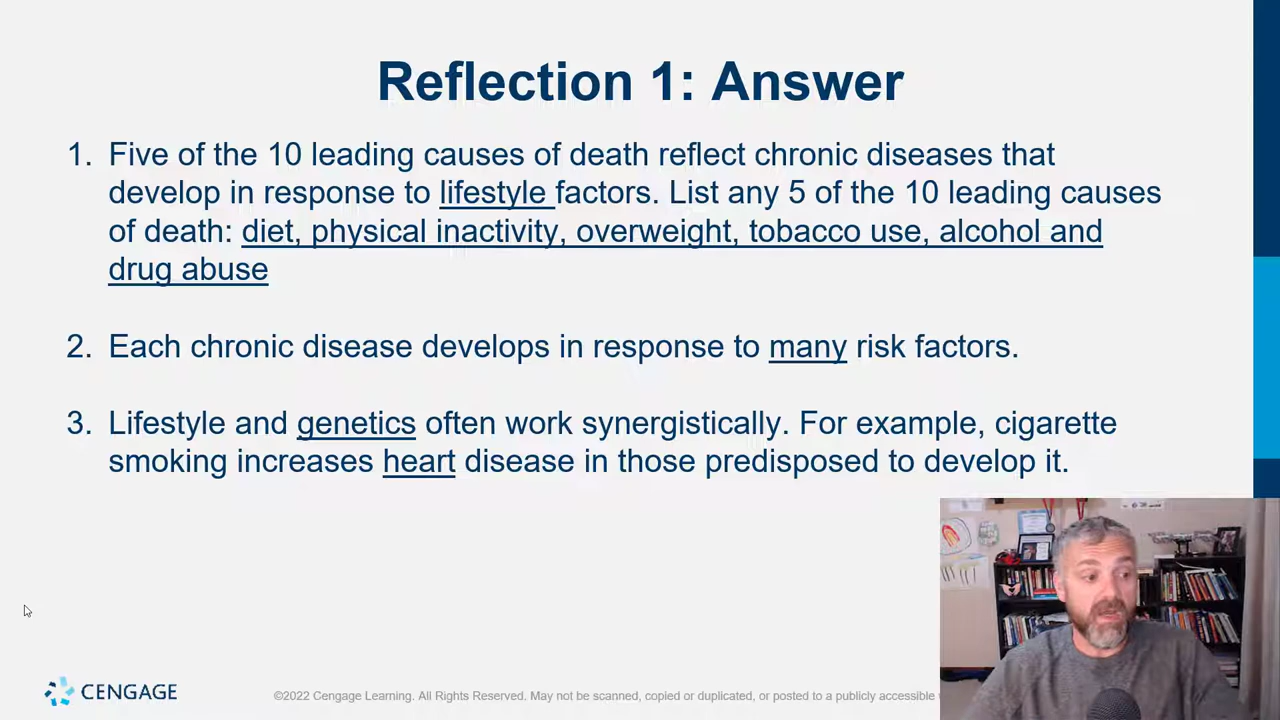 Reflection 1: Answer
1. Five of the 10 leading causes of death reflect chronic diseases that
develop in response to lifestyle factors. List any 5 of the 10 leading causes
of death: diet, physical inactivity, overweight, tobacco use, alcohol and
drug abuse
2. Each chronic disease develops in response to many risk factors.
3. Lifestyle and genetics often work synergistically. For example, cigarette
smoking increases heart disease in those predisposed to develop it.
CENGAGE
©2022 Cengage Learning. All Rights Reserved. May not be scanned, copied or duplicated, or posted to a publicly accessible